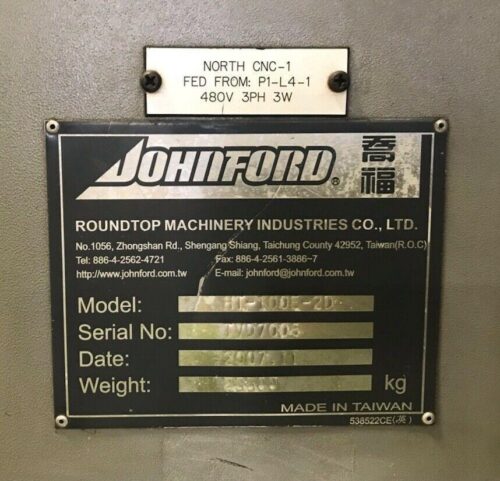 NORTH CNC-1
FED FROM: P1-L4-1
480V 3PH 3W
JOHNFORD® 喬福
ROUNDTOP MACHINERY INDUSTRIES CO., LTD.
No.1056, Zhongshan Rd., Shengang Shiang, Taichung County 42952, Taiwan(R.O.C)
Tel: 886-4-2562-4721 Fax: 886-4-2561-3886~7
http://www.johnford.com.tw E-mail: johnford@johnford.com.tw
Model:
Serial No:
Date:
Weight: kg
MADE IN TAIWAN
538522CE(英)